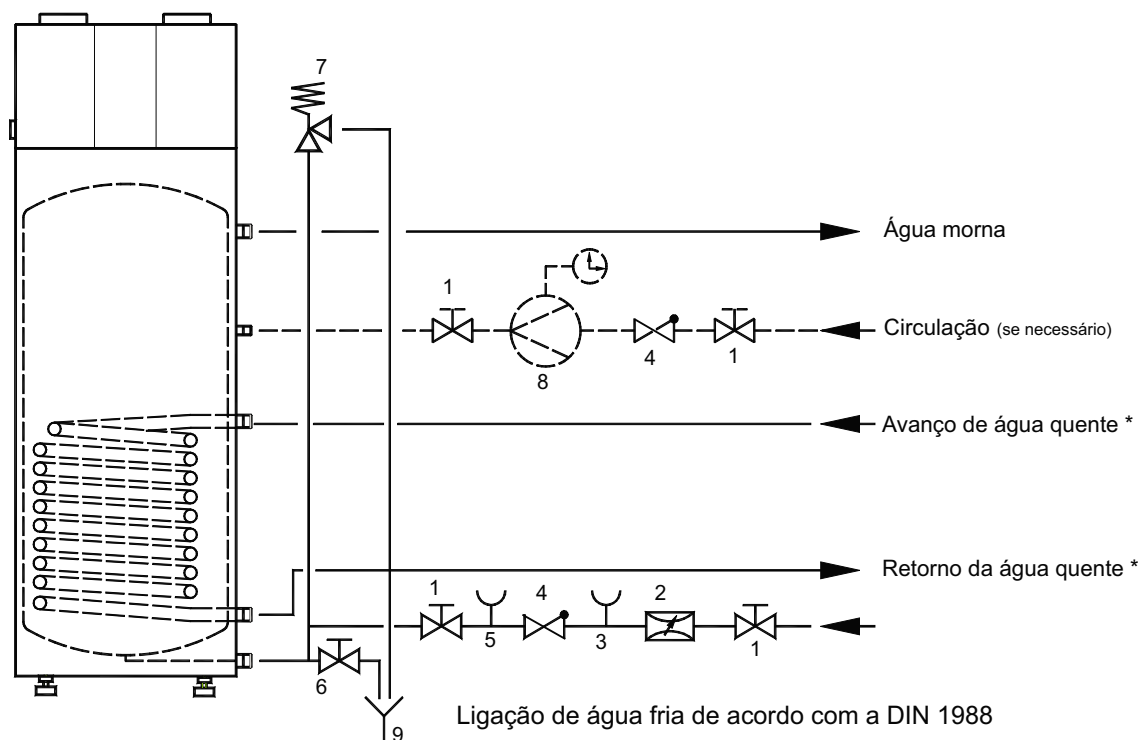 7
Água morna
1
8
4
1
Circulação (se necessário)
Avanço de água quente *
Retorno da água quente *
1
5
4
3
2
1
6
9
Ligação de água fria de acordo com a DIN 1988